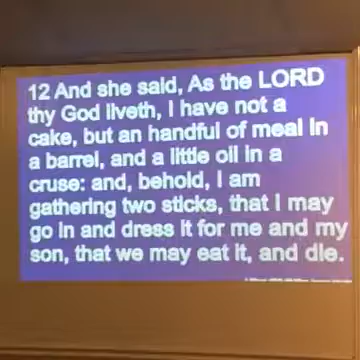 12 And she said, As the LORD
thy God liveth, I have not a
cake, but an handful of meal in
a barrel, and a little oil in a
cruse: and, behold, I am
gathering two sticks, that I may
go in and dress it for me and my
son, that we may eat it, and die.